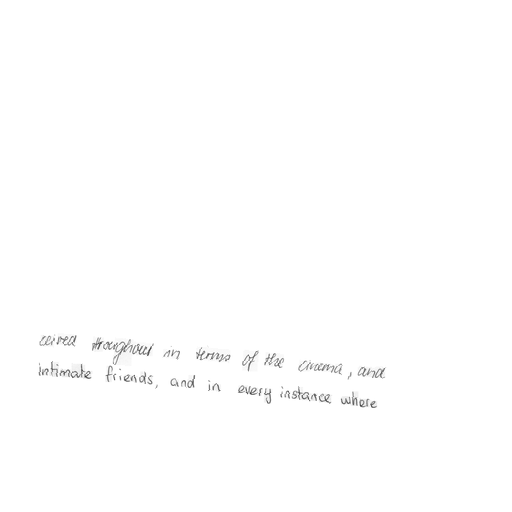 ceived throughout in terms of the cinema, and
intimate friends, and in every instance where